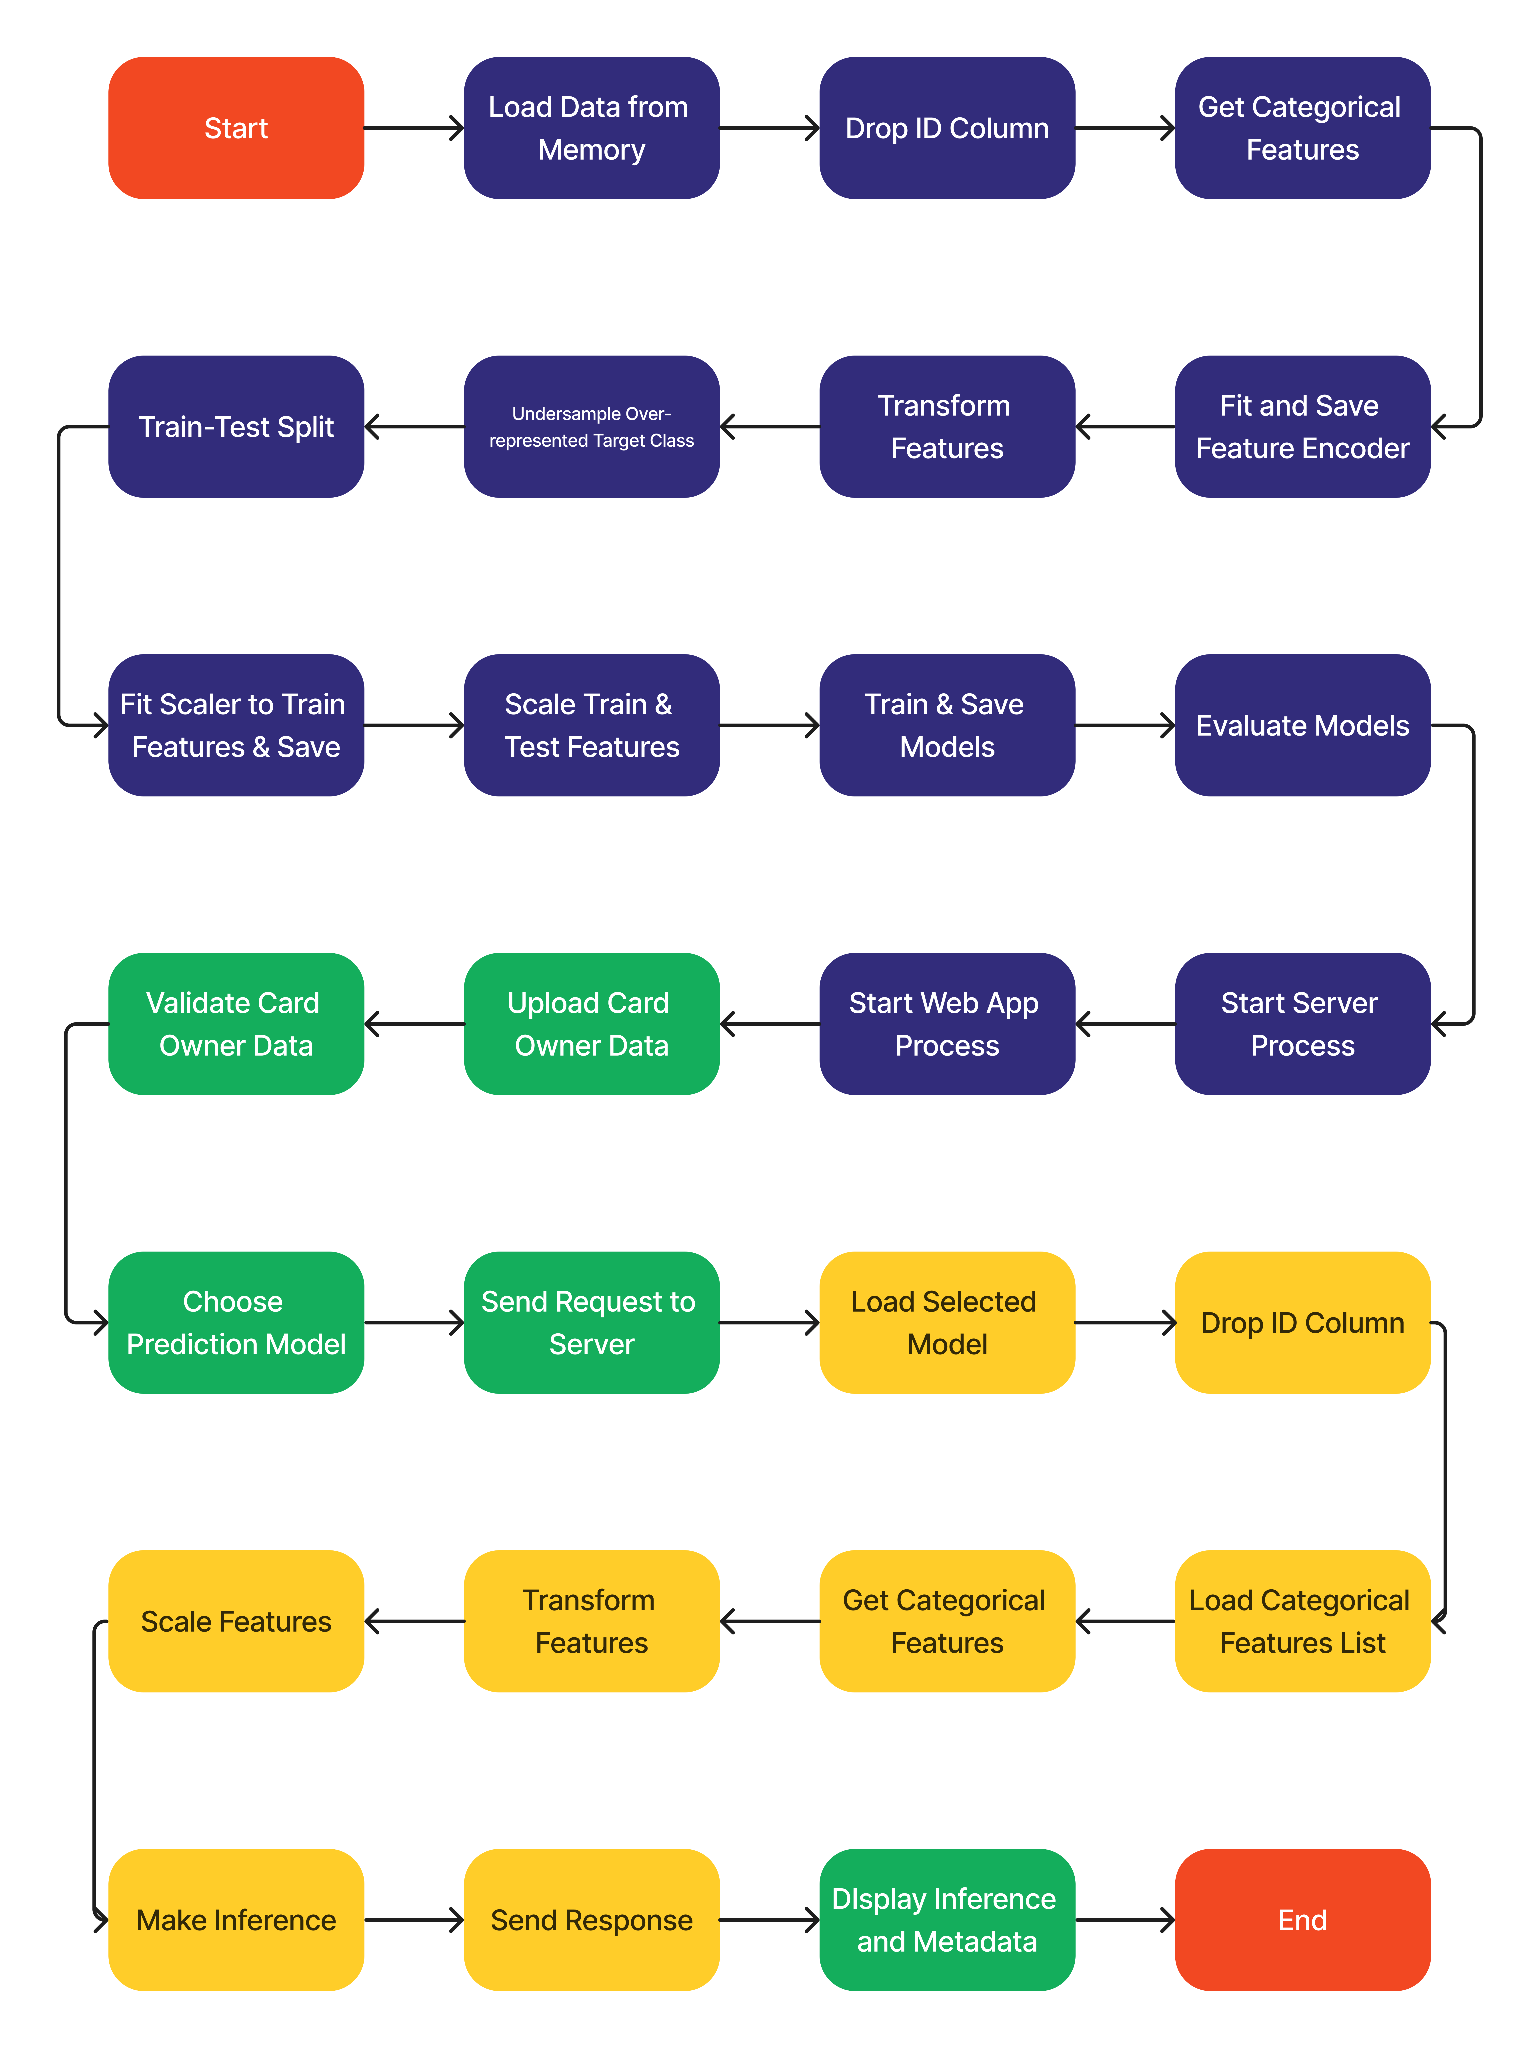 Start
Load Data from
Memory
Drop ID Column
Get Categorical
Features
Fit and Save
Feature Encoder
Transform
Features
Undersample Over-
represented Target Class
Train-Test Split
Fit Scaler to Train
Features & Save
Scale Train &
Test Features
Train & Save
Models
Evaluate Models
Start Server
Process
Start Web App
Process
Upload Card
Owner Data
Validate Card
Owner Data
Choose
Prediction Model
Send Request to
Server
Load Selected
Model
Drop ID Column
Load Categorical
Features List
Get Categorical
Features
Transform
Features
Scale Features
Make Inference
Send Response
DIsplay Inference
and Metadata
End